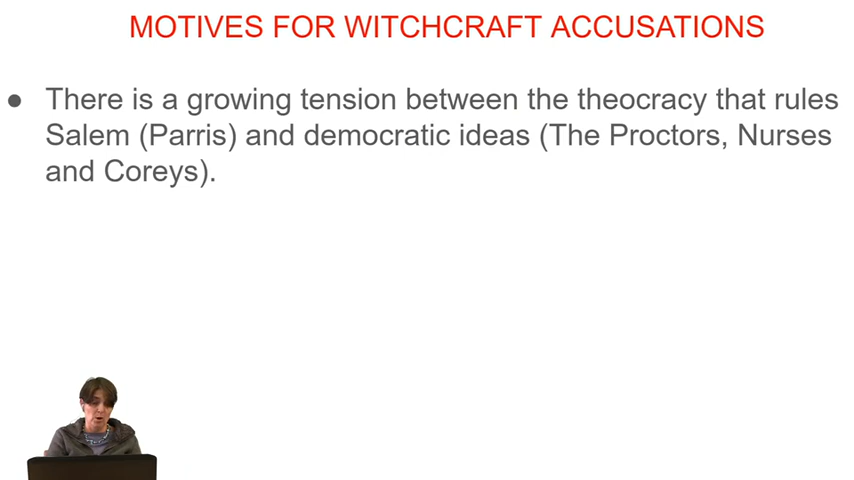 MOTIVES FOR WITCHCRAFT ACCUSATIONS
● There is a growing tension between the theocracy that rules
Salem (Parris) and democratic ideas (The Proctors, Nurses
and Coreys).